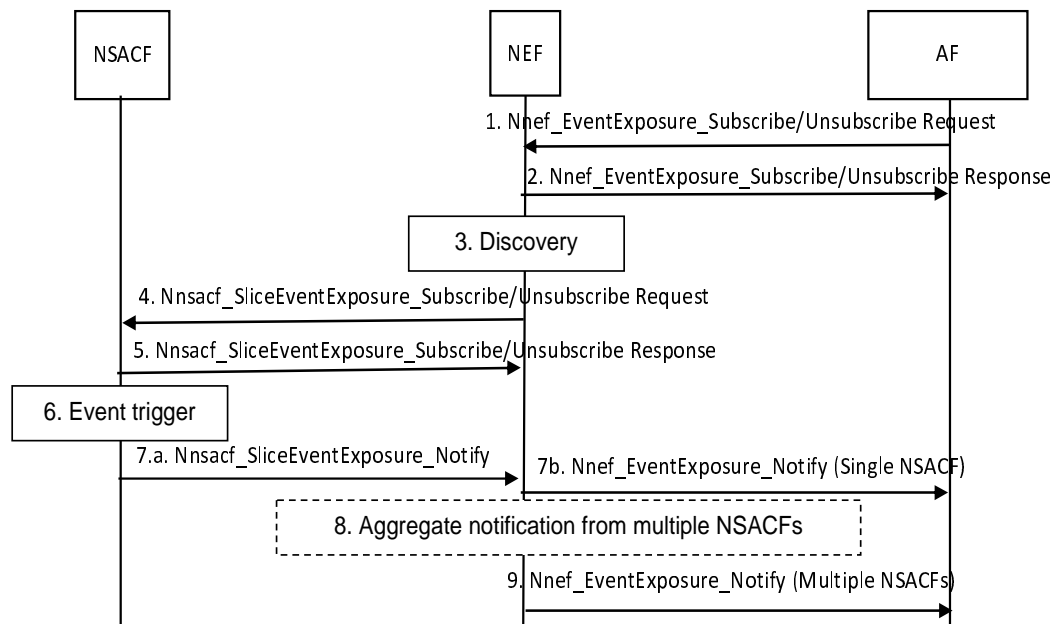 NSACF
NEF
AF
1. Nnef_EventExposure_Subscribe/Unsubscribe Request
2. Nnef_EventExposure_Subscribe/Unsubscribe Response
3. Discovery
4. Nnsacf_SliceEventExposure_Subscribe/Unsubscribe Request
5. Nnsacf_SliceEventExposure_Subscribe/Unsubscribe Response
6. Event trigger
7.a. Nnsacf_SliceEventExposure_Notify
7b. Nnef_EventExposure_Notify (Single NSACF)
8. Aggregate notification from multiple NSACFs
9. Nnef_EventExposure_Notify (Multiple NSACFs)